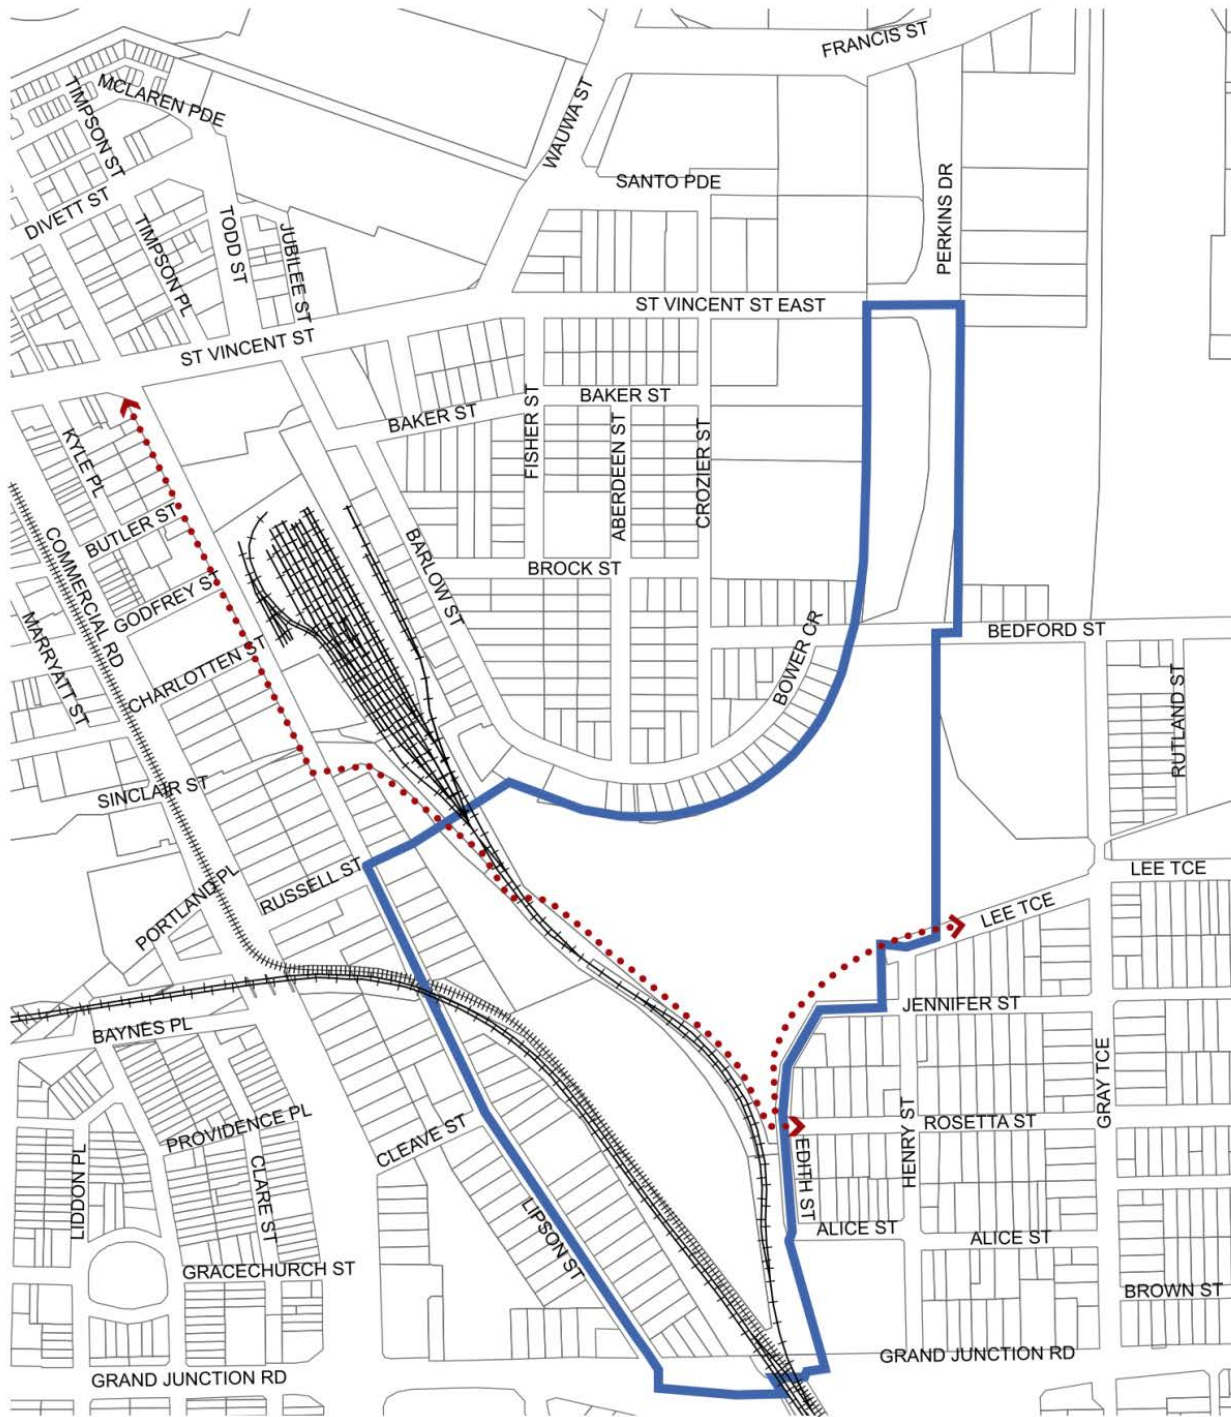 FRANCIS ST
TIMPSON ST
MCLAREN PDE
WAUWA ST
SANTO PDE
PERKINS DR
DIVETT ST
TIMPSON PL
TODD ST
JUBILEE ST
ST VINCENT ST EAST
ST VINCENT ST
BAKER ST
BAKER ST
FISHER ST
ABERDEEN ST
CROZIER ST
KYLE PL
BUTLER ST
COMMERCIAL RD
GODFREY ST
BARLOW ST
BROCK ST
MARRYATT ST
CHARLOTTEN ST
BOWER CR
BEDFORD ST
RUTLAND ST
SINCLAIR ST
RUSSELL ST
PORTLAND PL
LEE TCE
LEE TCE
JENNIFER ST
BAYNES PL
GRAY TCE
PROVIDENCE PL
CLEAVE ST
ROSETTA ST
HENRY ST
EDITH ST
LIDDON PL
CLARE ST
LIPSON ST
ALICE ST
ALICE ST
GRACECHURCH ST
BROWN ST
GRAND JUNCTION RD
GRAND JUNCTION RD